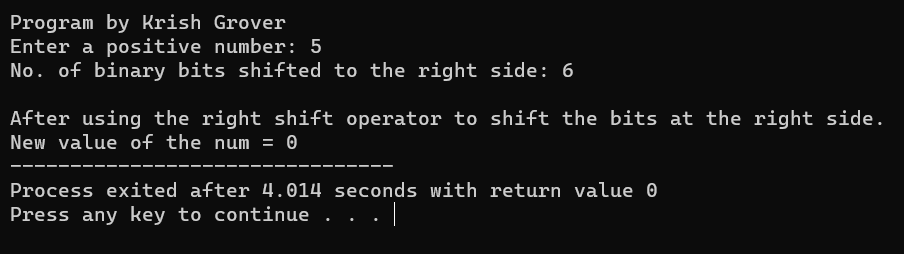 Program by Krish Grover
Enter a positive number: 5
No. of binary bits shifted to the right side: 6
After using the right shift operator to shift the bits at the right side.
New value of the num = 0
--------------------------------
Process exited after 4.014 seconds with return value 0
Press any key to continue . . .